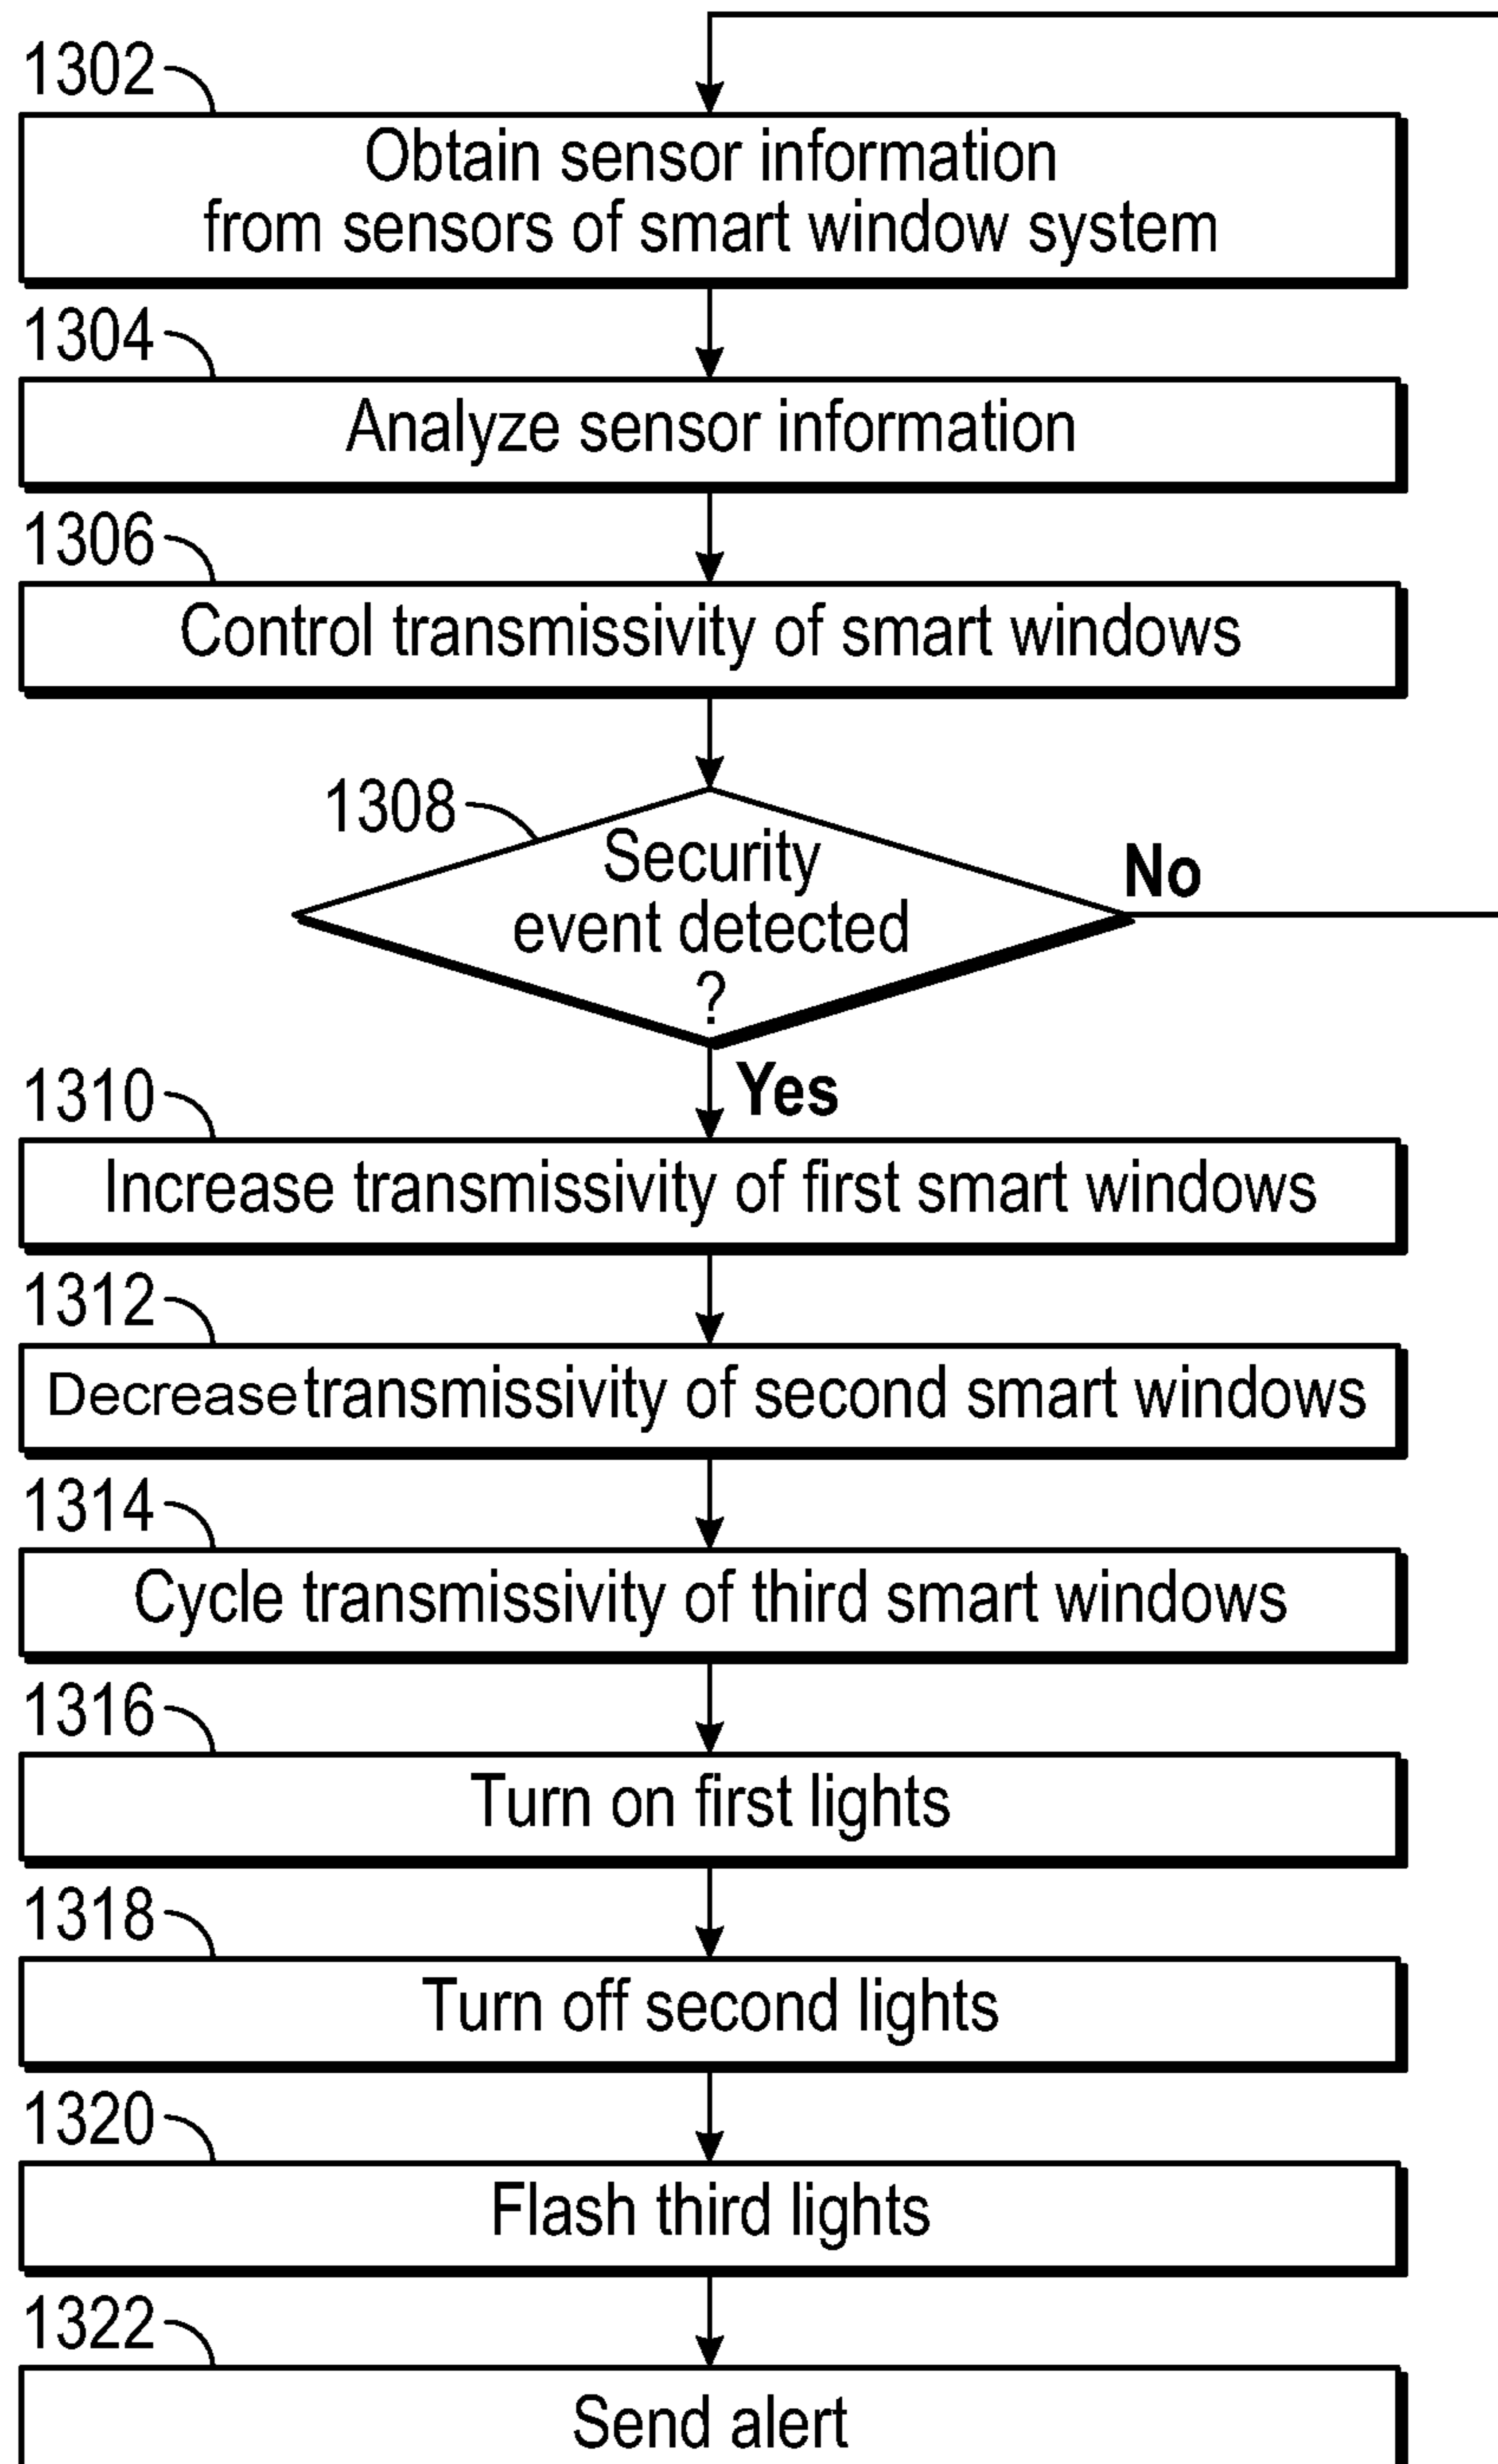 1302
Obtain sensor information
from sensors of smart window system
1304
Analyze sensor information
1306
Control transmissivity of smart windows
1308
Security
event detected
?
No
Yes
1310
Increase transmissivity of first smart windows
1312
Decrease transmissivity of second smart windows
1314
Cycle transmissivity of third smart windows
1316
Turn on first lights
1318
Turn off second lights
1320
Flash third lights
1322
Send alert